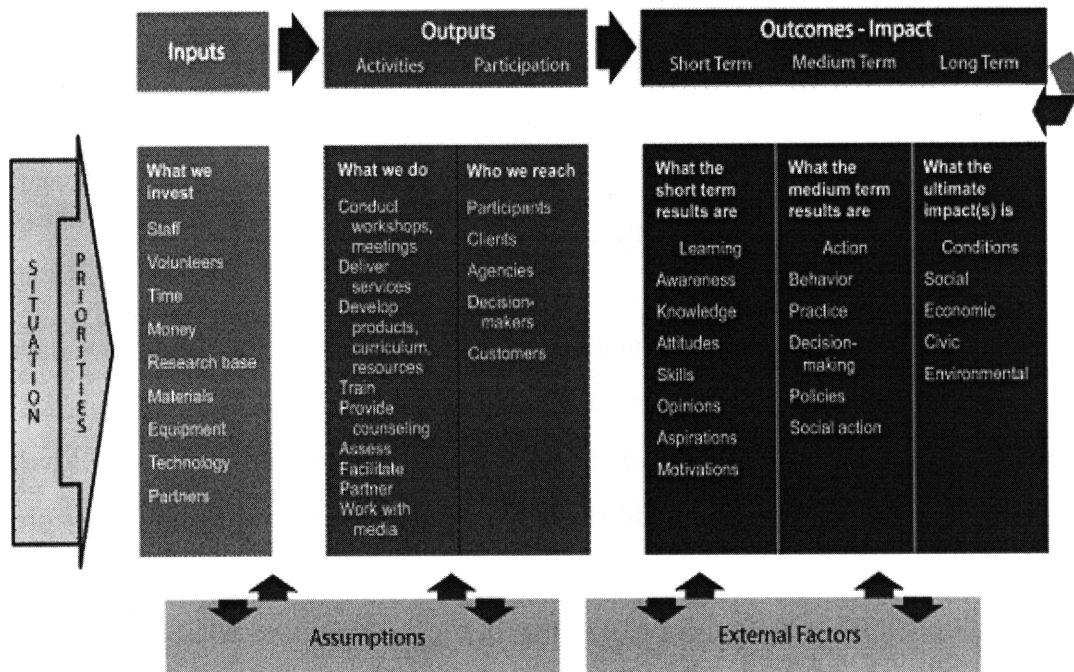 Inputs
Outputs
Activities Participation
Outcomes - Impact
Short Term Medium Term Long Term
SITUATION
PRIORITIES
What we
invest
Staff
Volunteers
Time
Money
Research base
Materials
Equipment
Technology
Partners
What we do
Conduct
workshops,
meetings
Deliver
services
Develop
products,
curriculum,
resources
Train
Provide
counseling
Assess
Facilitate
Partner
Work with
media
Who we reach
Participants
Clients
Agencies
Decision-
makers
Customers
What the
short term
results are
Learning
Awareness
Knowledge
Attitudes
Skills
Opinions
Aspirations
Motivations
What the
medium term
results are
Action
Behavior
Practice
Decision-
making
Policies
Social action
What the
ultimate
impact(s) is
Conditions
Social
Economic
Civic
Environmental
Assumptions
External Factors